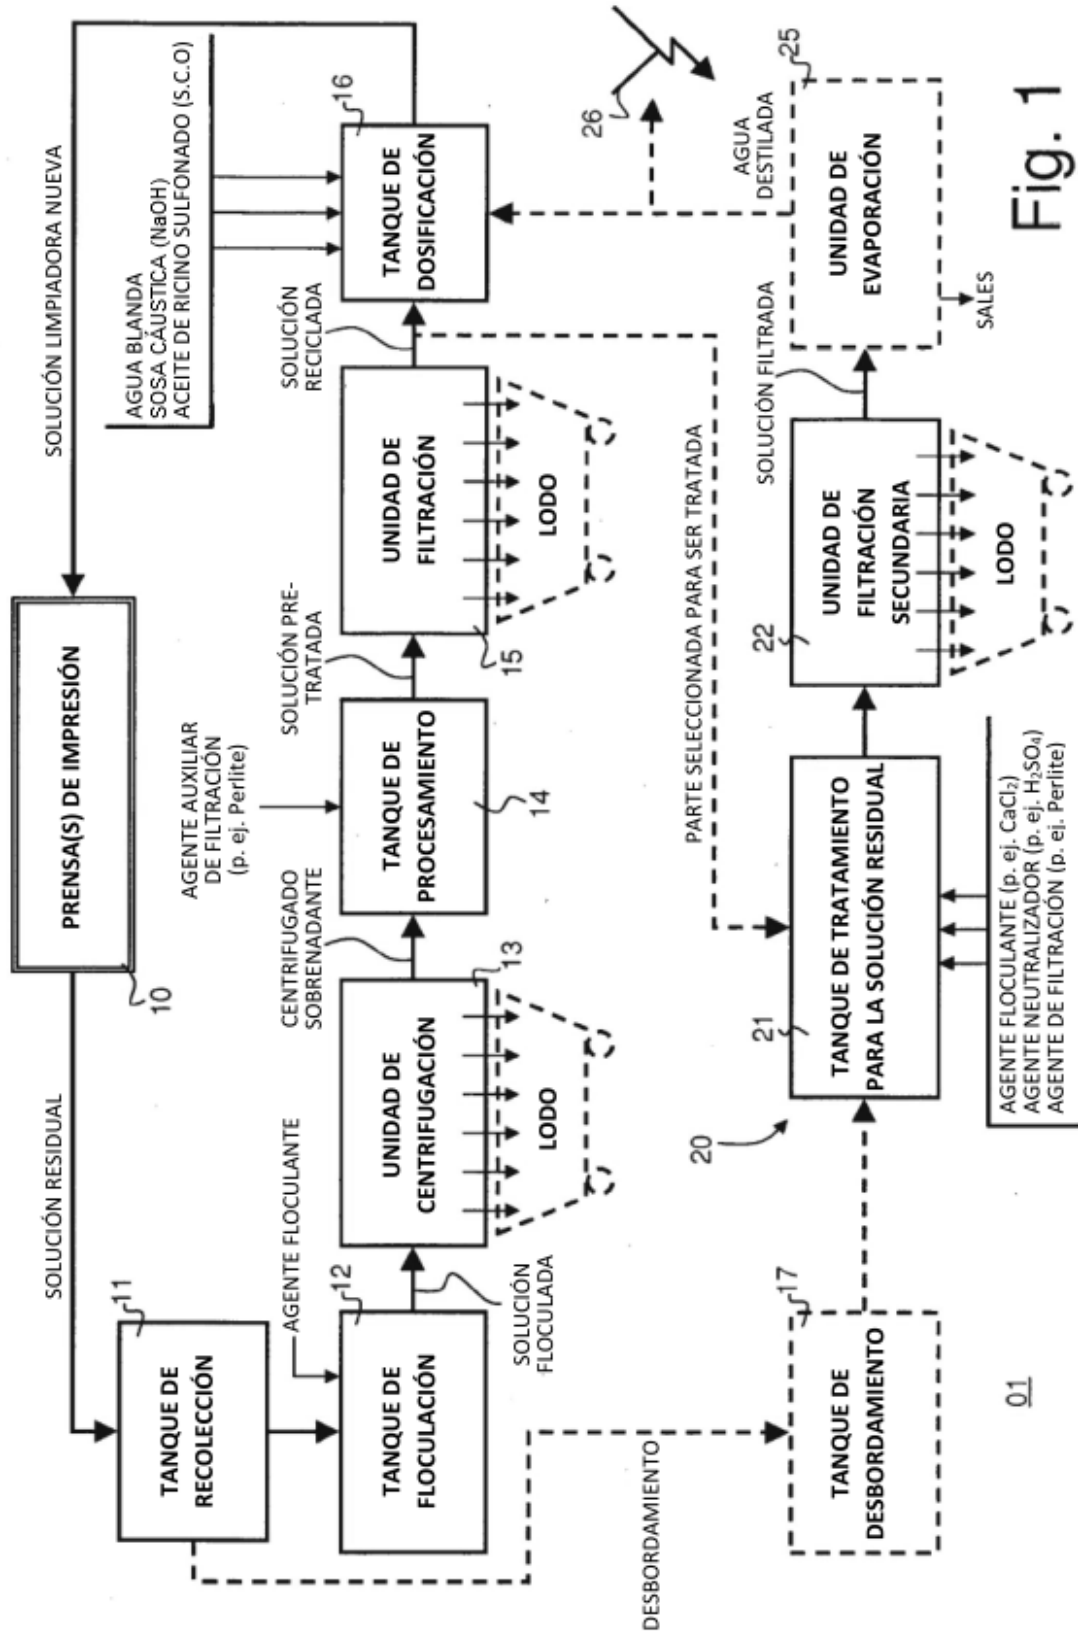 PRENSA(S) DE IMPRESIÓN
10
SOLUCIÓN RESIDUAL
SOLUCIÓN LIMPIADORA NUEVA
AGUA BLANDA
SOSA CÁUSTICA (NaOH)
ACEITE DE RICINO SULFONADO (S.C.O)
11
TANQUE DE
RECOLECCIÓN
AGENTE FLOCULANTE
12
TANQUE DE
FLOCULACIÓN
SOLUCIÓN
FLOCULADA
UNIDAD DE
CENTRIFUGACIÓN
13
LODO
CENTRIFUGADO
SOBRENADANTE
AGENTE AUXILIAR
DE FILTRACIÓN
(p. ej. Perlite)
TANQUE DE
PROCESAMIENTO
14
SOLUCIÓN PRE-
TRATADA
UNIDAD DE
FILTRACIÓN
15
LODO
SOLUCIÓN
RECICLADA
16
TANQUE DE
DOSIFICACIÓN
26
DESBORDAMIENTO
PARTE SELECCIONADA PARA SER TRATADA
AGUA
DESTILADA
17
TANQUE DE
DESBORDAMIENTO
20
21
TANQUE DE TRATAMIENTO
PARA LA SOLUCIÓN RESIDUAL
AGENTE FLOCULANTE (p. ej. CaCl₂)
AGENTE NEUTRALIZADOR (p. ej. H₂SO₄)
AGENTE DE FILTRACIÓN (p. ej. Perlite)
22
UNIDAD DE
FILTRACIÓN
SECUNDARIA
LODO
SOLUCIÓN FILTRADA
25
UNIDAD DE
EVAPORACIÓN
SALES
01
Fig. 1